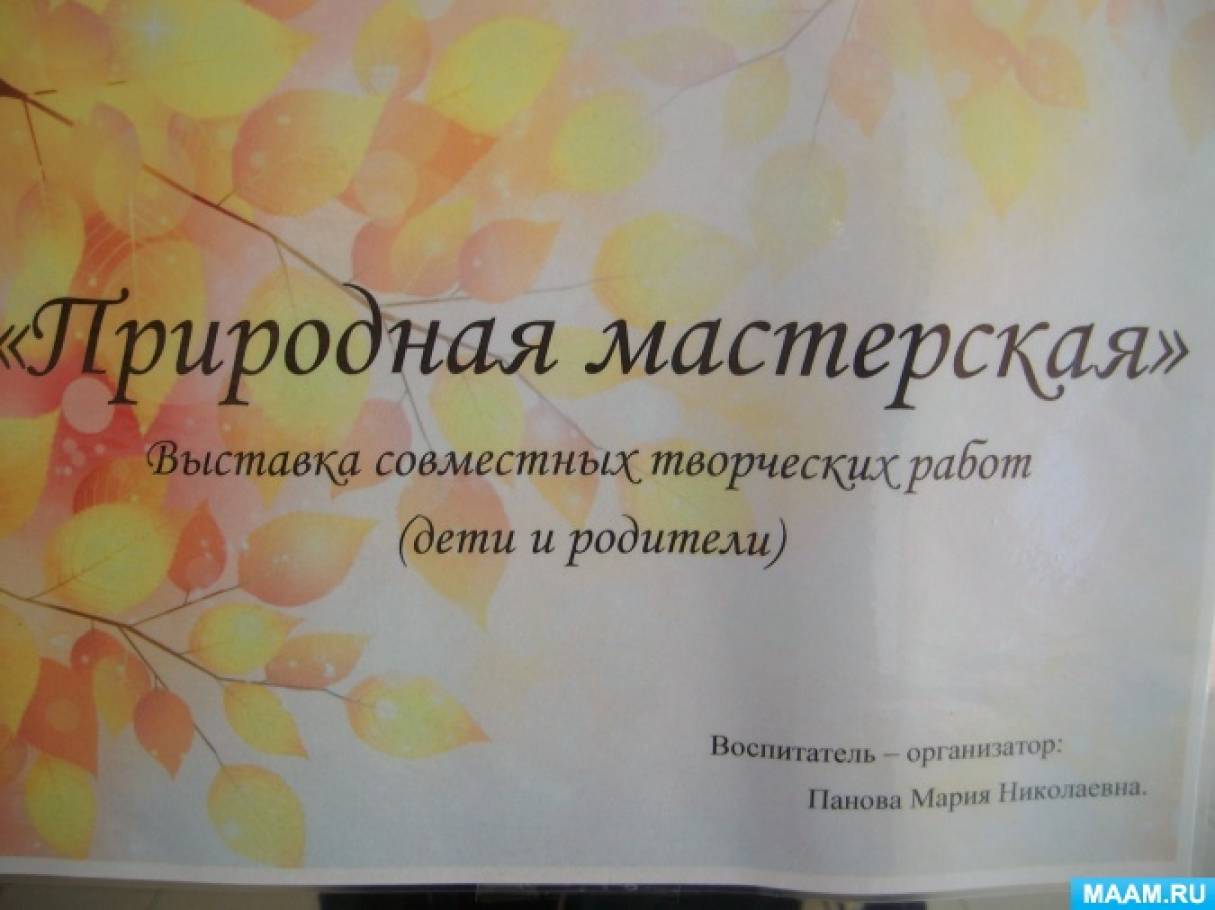 «Природная мастерская»
Выставка совместных творческих работ
(дети и родители)
Воспитатель – организатор:
Панова Мария Николаевна.
MAAM.RU